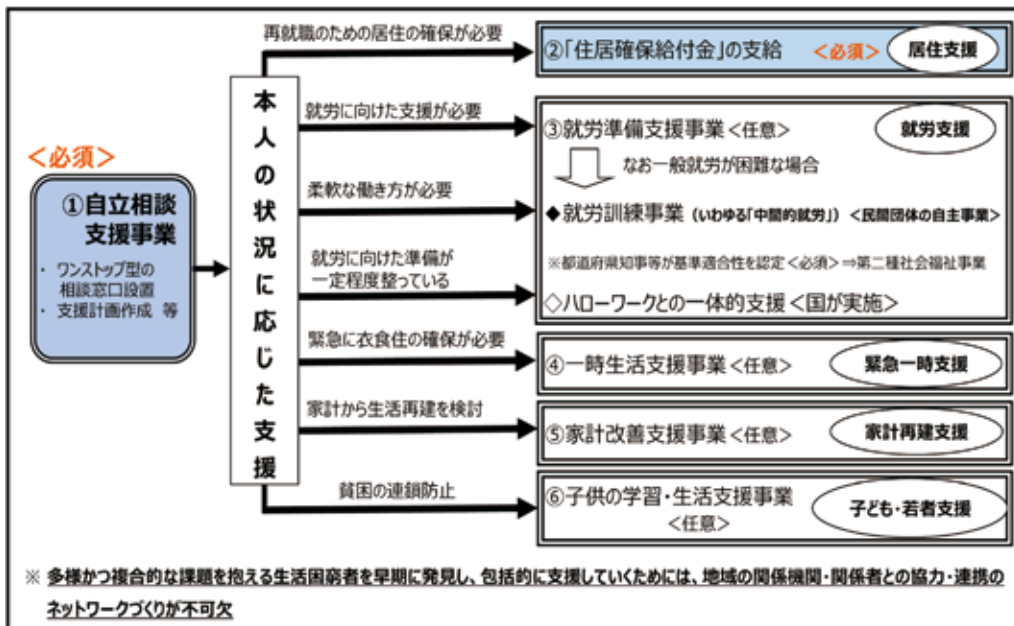 再就職のための居住の確保が必要
②「住居確保給付金」の支給 <必須> 居住支援
本人の状況に応じた支援
就労に向けた支援が必要
③就労準備支援事業<任意> 就労支援
なお一般就労が困難な場合
<必須>
①自立相談
支援事業
・ ワンストップ型の
相談窓口設置
・ 支援計画作成 等
柔軟な働き方が必要
◆就労訓練事業 (いわゆる「中間的就労」) <民間団体の自主事業>
※都道府県知事等が基準適合性を認定<必須>⇒第二種社会福祉事業
就労に向けた準備が
一定程度整っている
◇ハローワークとの一体的支援<国が実施>
緊急に衣食住の確保が必要
④一時生活支援事業<任意> 緊急一時支援
家計から生活再建を検討
⑤家計改善支援事業<任意> 家計再建支援
貧困の連鎖防止
⑥子供の学習・生活支援事業
<任意>
子ども・若者支援
※ 多様かつ複合的な課題を抱える生活困窮者を早期に発見し、包括的に支援していくためには、地域の関係機関・関係者との協力・連携の
ネットワークづくりが不可欠